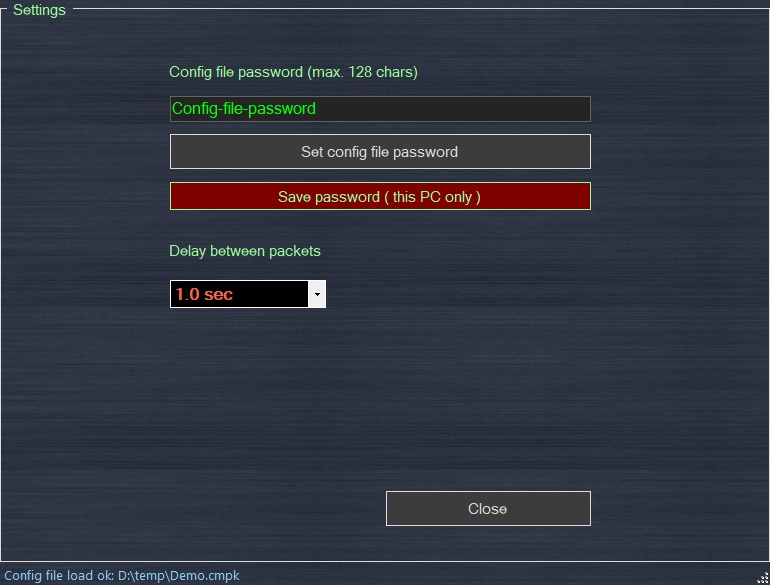 Settings
Config file password (max. 128 chars)
Config-file-password
Set config file password
Save password ( this PC only )
Delay between packets
1.0 sec
Close
Config file load ok: D:\temp\Demo.cmpk